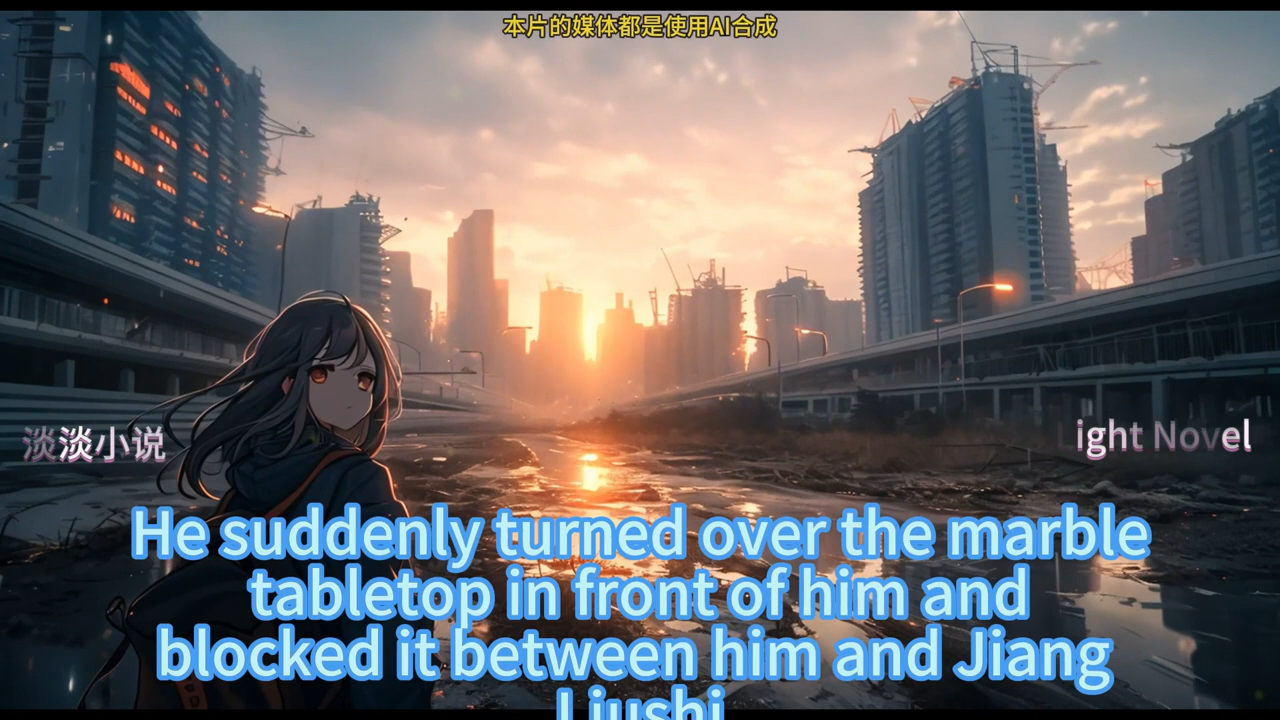 本片的媒体都是使用AI合成
淡淡小说
ight Novel
He suddenly turned over the marble
tabletop in front of him and
blocked it between him and Jiang
Liushi